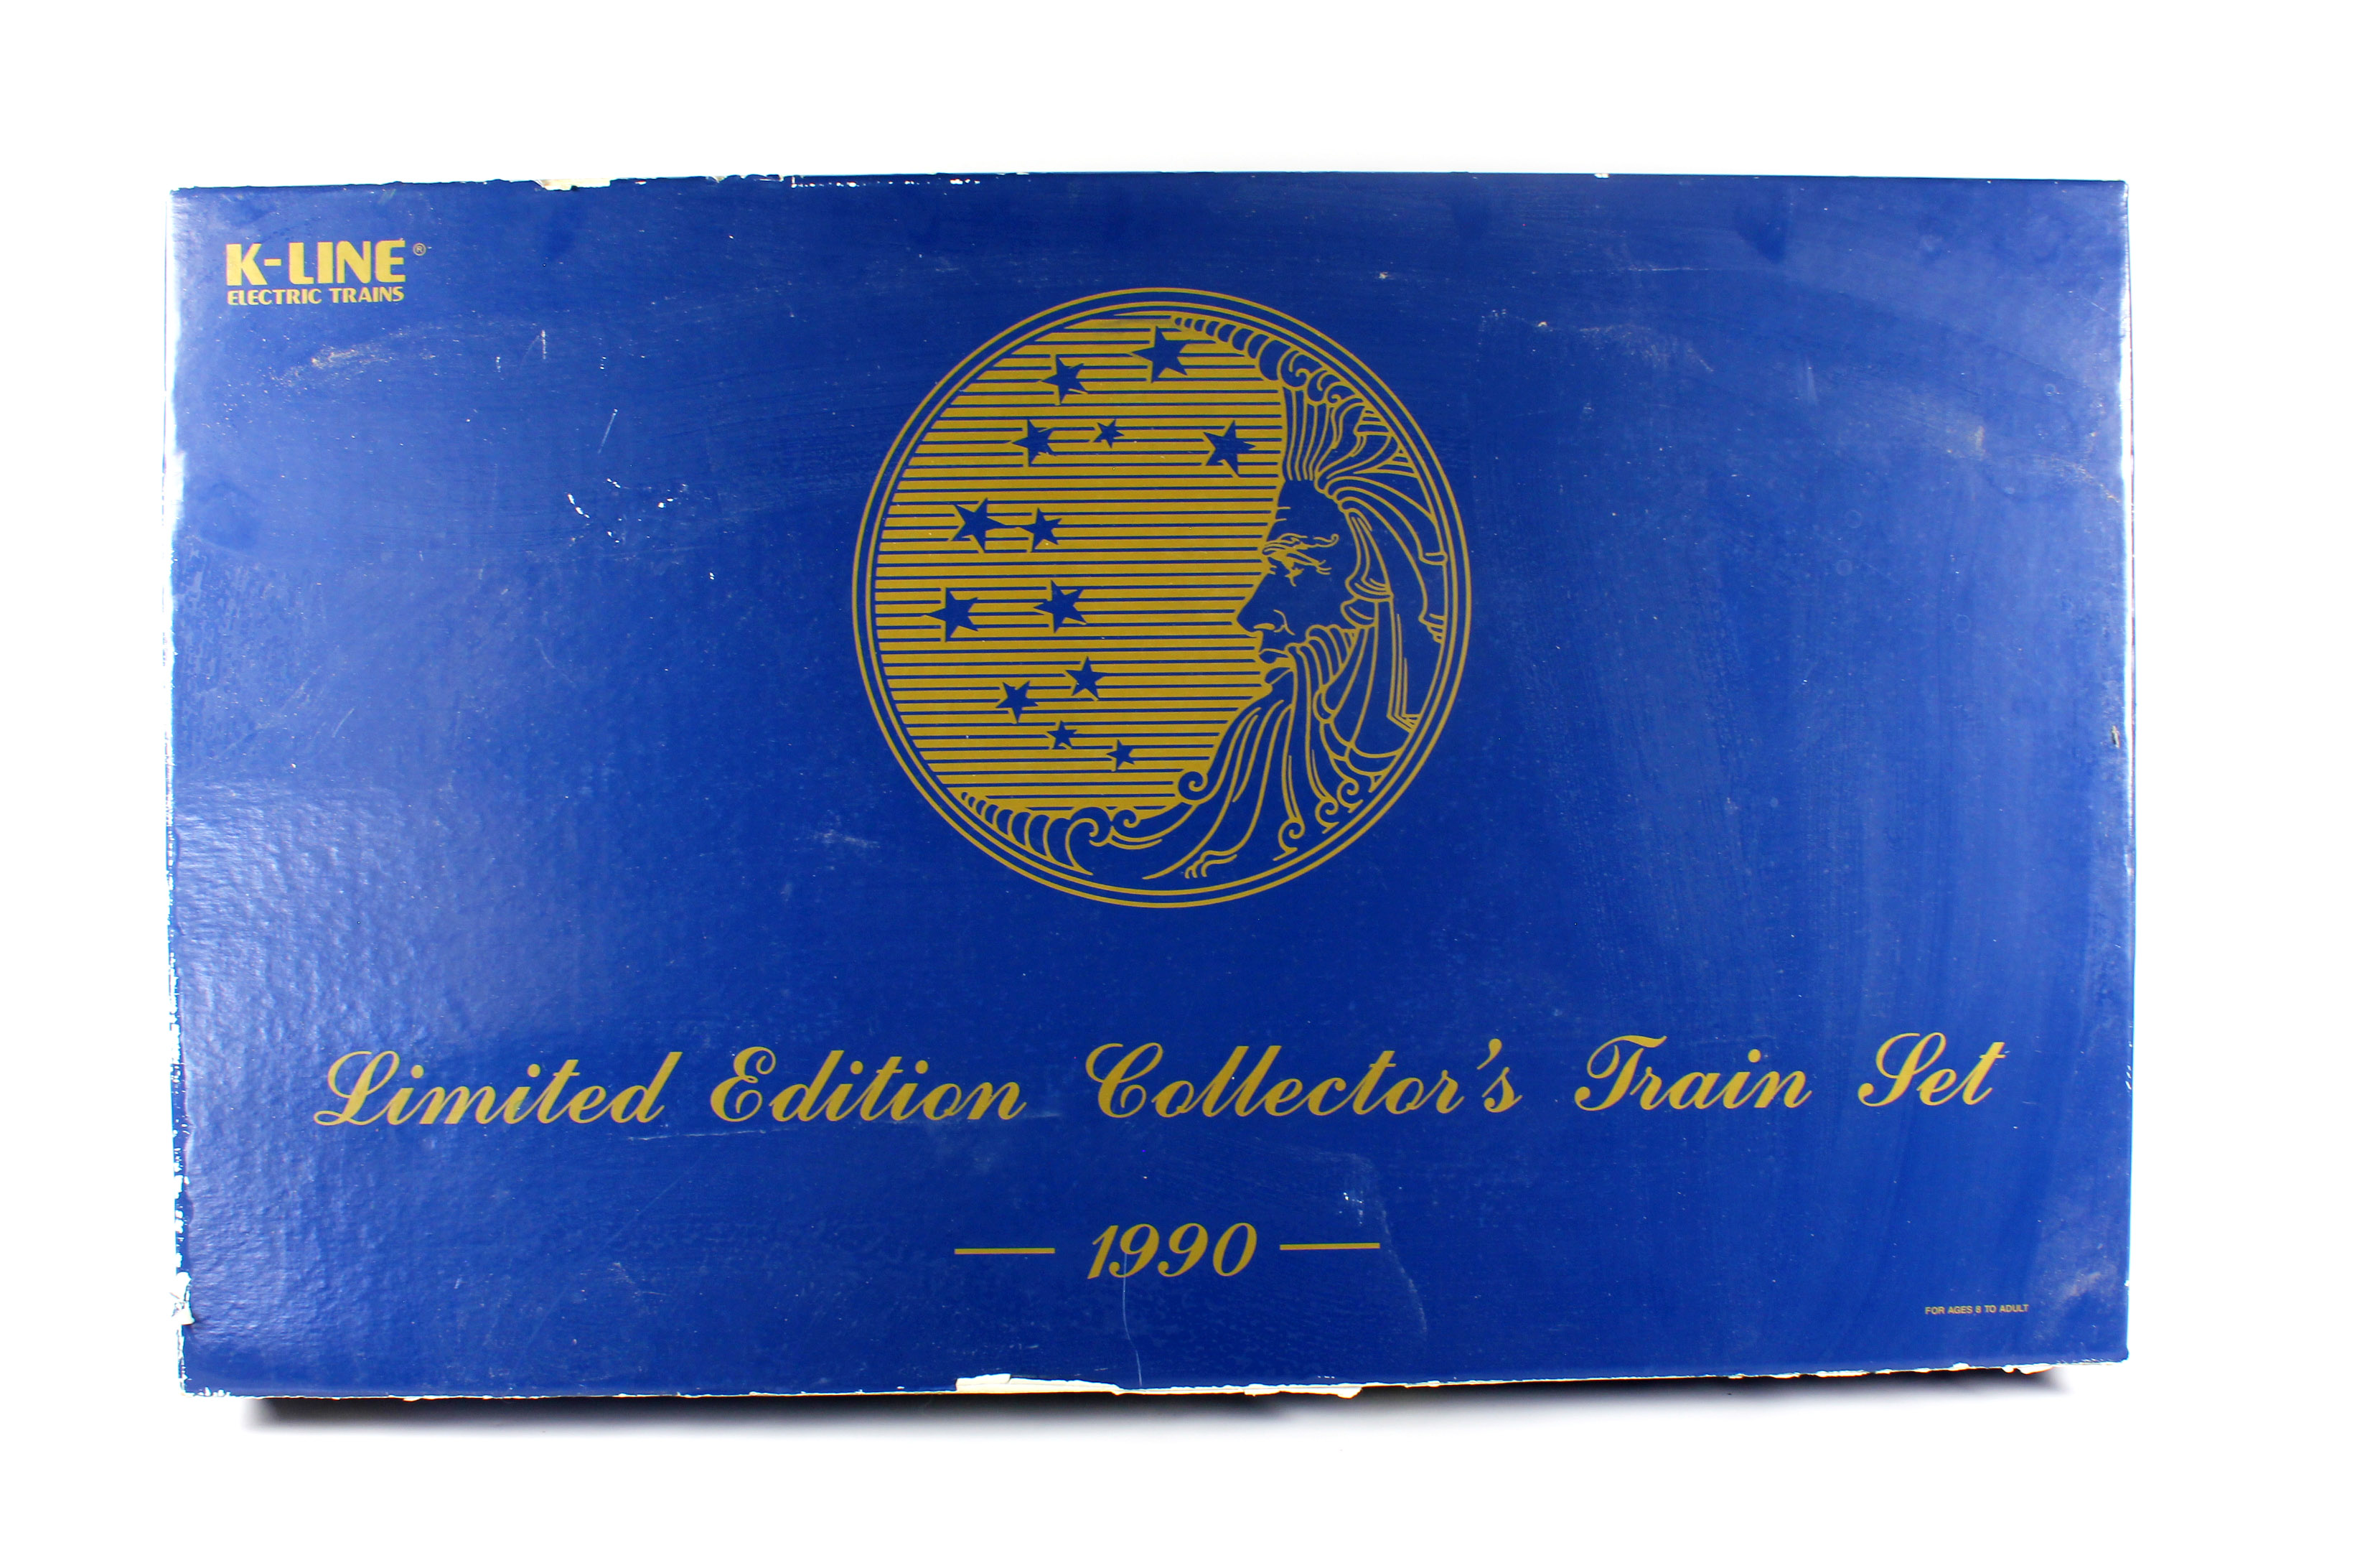 K-LINE®
ELECTRIC TRAINS
Limited Edition Collector's Train Set
— 1990 —
FOR AGES 8 TO ADULT